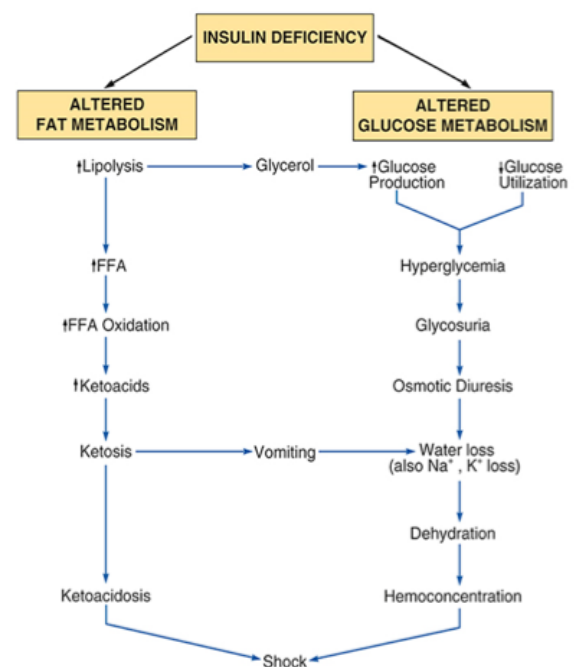 INSULIN DEFICIENCY
ALTERED
FAT METABOLISM
ALTERED
GLUCOSE METABOLISM
↑Lipolysis
Glycerol
↑Glucose
Production
↓Glucose
Utilization
↑FFA
Hyperglycemia
↑FFA Oxidation
Glycosuria
↑Ketoacids
Osmotic Diuresis
Ketosis
Vomiting
Water loss
(also Na⁺, K⁺ loss)
Dehydration
Ketoacidosis
Hemoconcentration
Shock